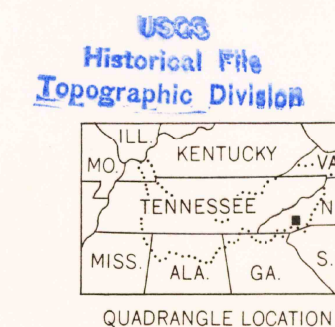 USGS
Historical File
Topographic Division
ILL.
MO.
KENTUCKY
VA
TENNESSEE
N
MISS.
ALA.
GA.
S.
QUADRANGLE LOCATION